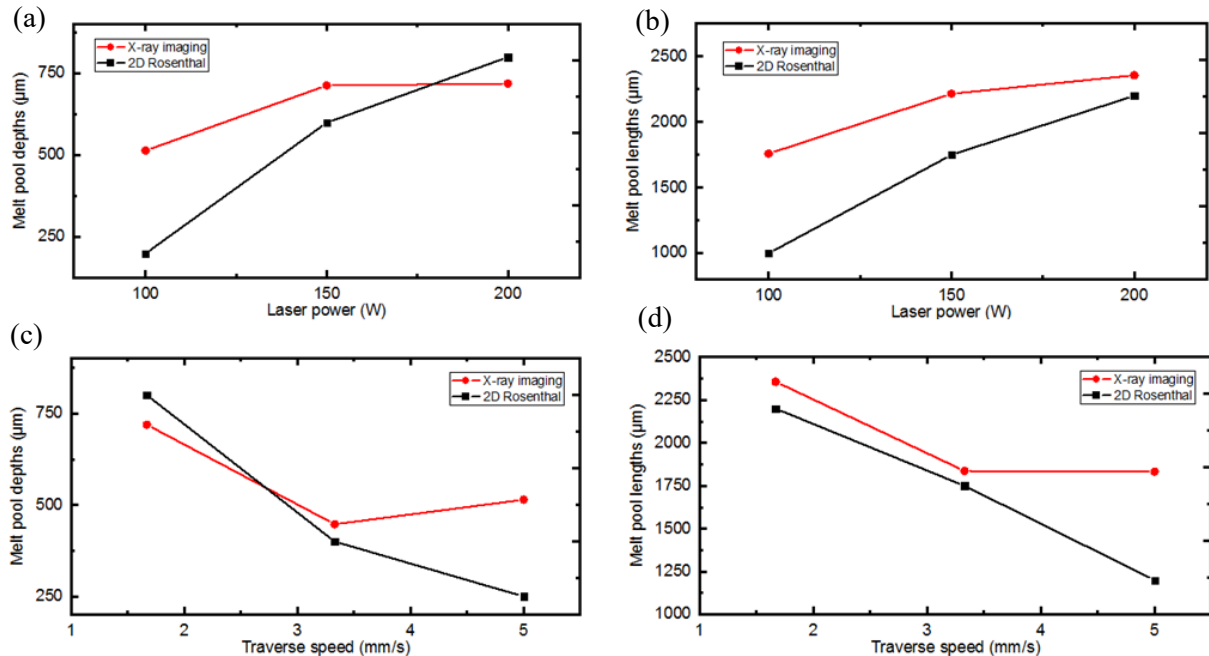 (a)
X-ray imaging
2D Rosenthal
Melt pool depths (µm)
750
500
250
100
150
200
Laser power (W)
(b)
X-ray imaging
2D Rosenthal
Melt pool lengths (µm)
2500
2000
1500
1000
100
150
200
Laser power (W)
(c)
X-ray imaging
2D Rosenthal
Melt pool depths (µm)
750
500
250
1
2
3
4
5
Traverse speed (mm/s)
(d)
X-ray imaging
2D Rosenthal
Melt pool lengths (µm)
2500
2250
2000
1750
1500
1250
1000
1
2
3
4
5
Traverse speed (mm/s)